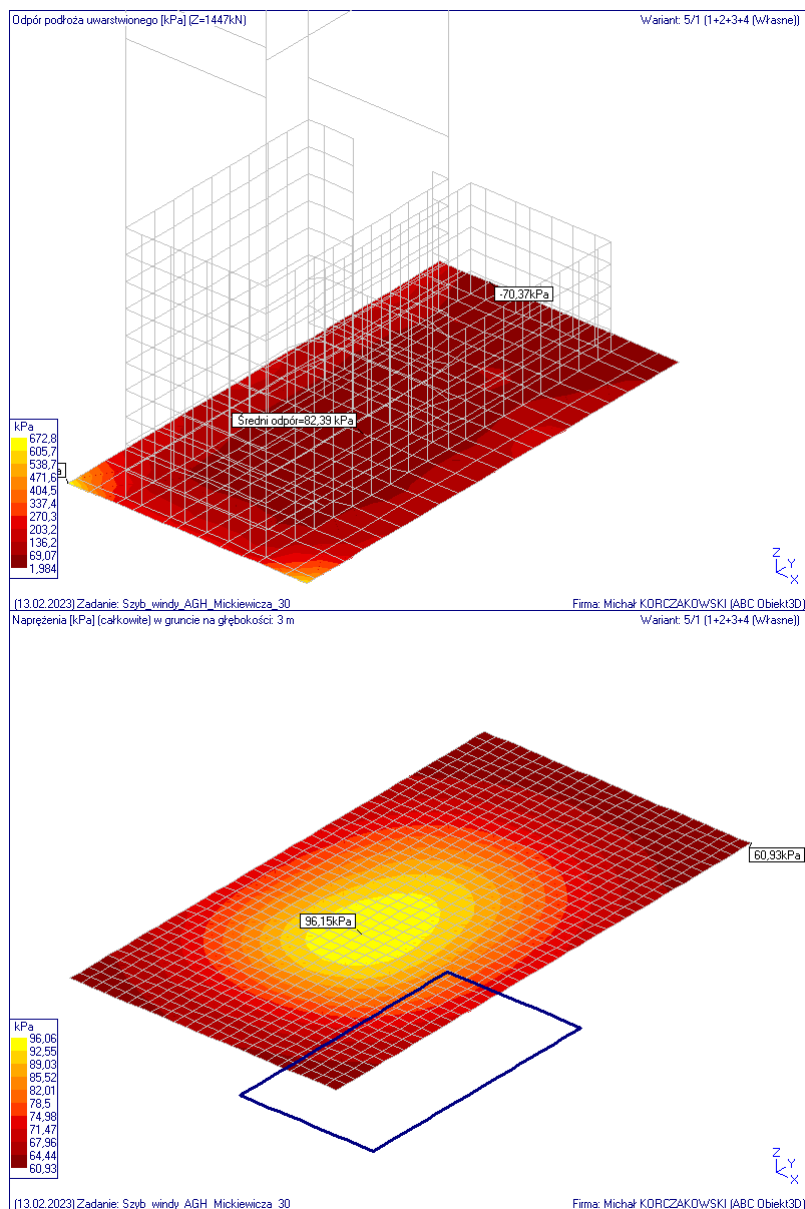 Odpór podłoża uwarstwionego [kPa] (Z=1447kN) Wariant: 5/1 (1+2+3+4 (Własne))
-70,37kPa
Średni odpór=82,39 kPa
kPa
672,8
605,7
538,7
471,6
404,5
337,4
270,3
203,2
136,2
69,07
1,984
a
Z
Y
X
(13.02.2023) Zadanie: Szyb_windy_AGH_Mickiewicza_30 Firma: Michał KORCZAKOWSKI (ABC Obiekt3D)
Naprężenia [kPa] (całkowite) w gruncie na głębokości: 3 m Wariant: 5/1 (1+2+3+4 (Własne))
60,93kPa
96,15kPa
kPa
96,06
92,55
89,03
85,52
82,01
78,5
74,98
71,47
67,96
64,44
60,93
Z
Y
X
(13.02.2023) Zadanie: Szyb_windy_AGH_Mickiewicza_30 Firma: Michał KORCZAKOWSKI (ABC Obiekt3D)